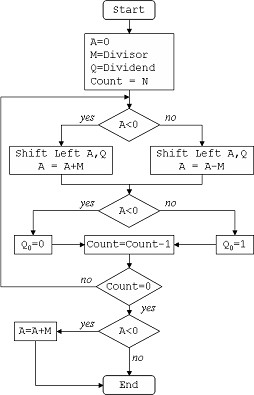 Start
A=0
M=Divisor
Q=Dividend
Count = N
A<0
yes
no
Shift Left A,Q
A = A+M
Shift Left A,Q
A = A-M
A<0
yes
no
Q0=0
Count=Count-1
Q0=1
Count=0
no
yes
A<0
yes
A=A+M
no
End